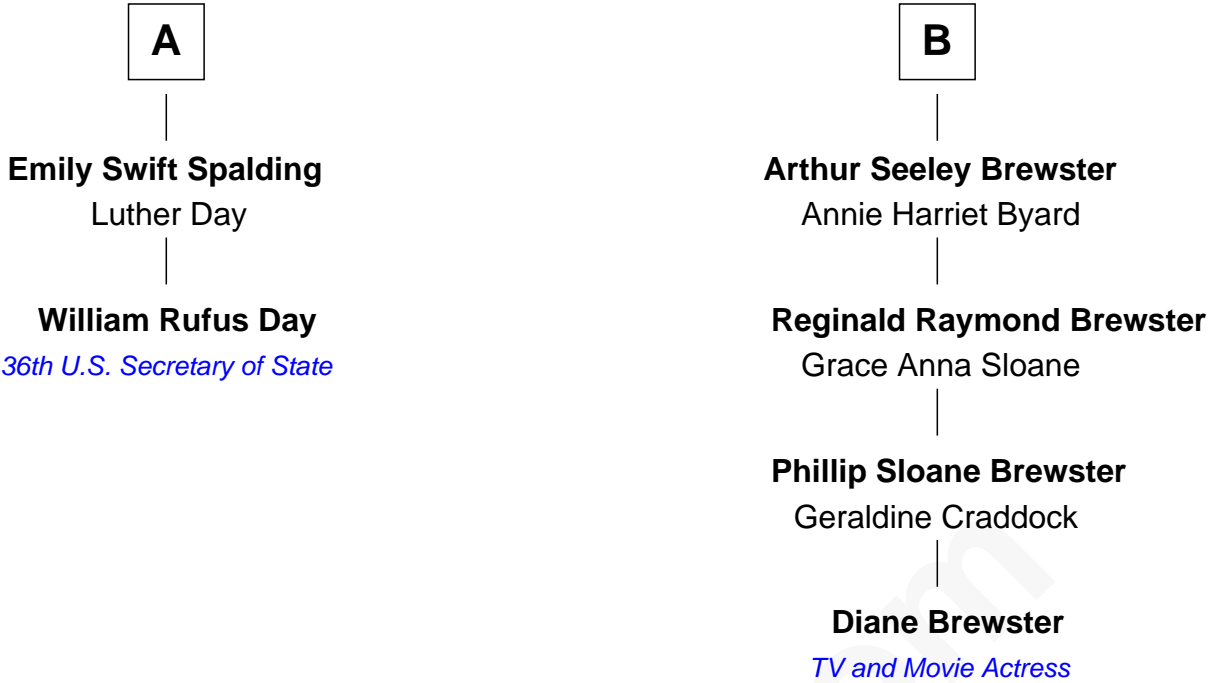 A
Emily Swift Spalding
Luther Day
William Rufus Day
36th U.S. Secretary of State
B
Arthur Seeley Brewster
Annie Harriet Byard
Reginald Raymond Brewster
Grace Anna Sloane
Phillip Sloane Brewster
Geraldine Craddock
Diane Brewster
TV and Movie Actress